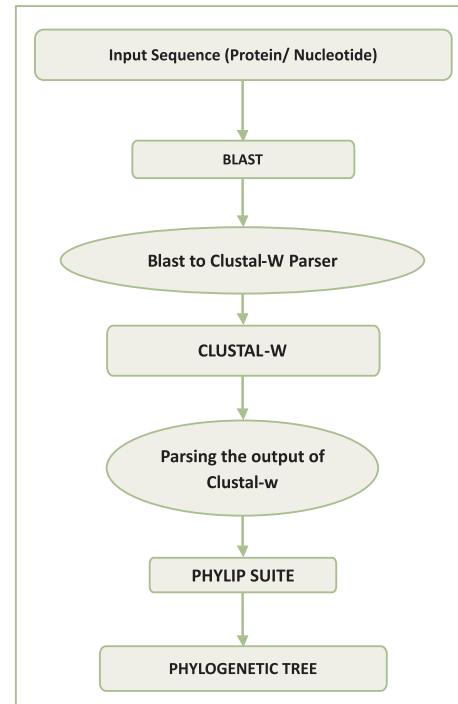 Input Sequence (Protein/ Nucleotide)
BLAST
Blast to Clustal-W Parser
CLUSTAL-W
Parsing the output of
Clustal-w
PHYLIP SUITE
PHYLOGENETIC TREE